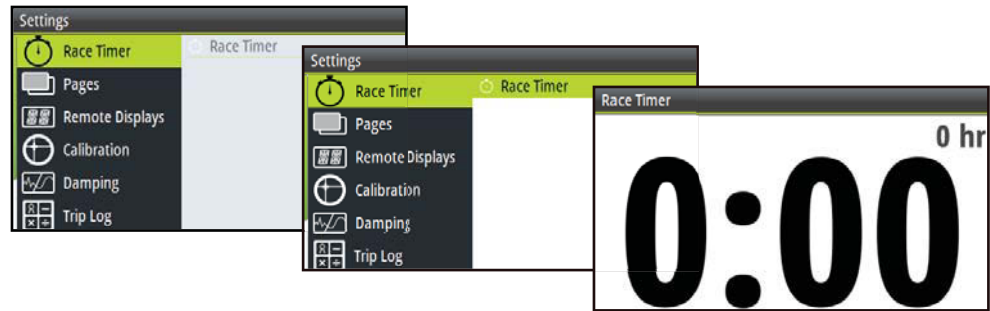 Settings
Race Timer
Race Timer
Pages
Remote Displays
Calibration
Damping
Trip Log
Settings
Race Timer
Race Timer
Pages
Remote Displays
Calibration
Damping
Trip Log
Race Timer
0 hr
0:00